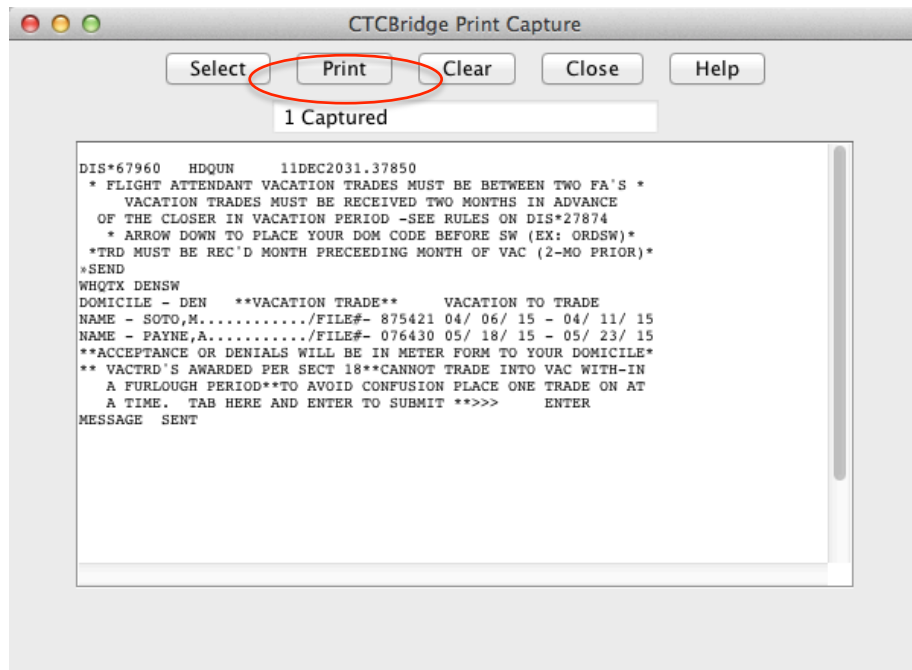 CTCBridge Print Capture
Select Print Clear Close Help
1 Captured
DIS*67960 HDQUN 11DEC2031.37850
* FLIGHT ATTENDANT VACATION TRADES MUST BE BETWEEN TWO FA'S *
VACATION TRADES MUST BE RECEIVED TWO MONTHS IN ADVANCE
OF THE CLOSER IN VACATION PERIOD -SEE RULES ON DIS*27874
* ARROW DOWN TO PLACE YOUR DOM CODE BEFORE SW (EX: ORDSW)*
*TRD MUST BE REC'D MONTH PRECEEDING MONTH OF VAC (2-MO PRIOR)*
»SEND
WHQTX DENSW
DOMICILE - DEN **VACATION TRADE** VACATION TO TRADE
NAME - SOTO,M............/FILE#- 875421 04/ 06/ 15 - 04/ 11/ 15
NAME - PAYNE,A.........../FILE#- 076430 05/ 18/ 15 - 05/ 23/ 15
**ACCEPTANCE OR DENIALS WILL BE IN METER FORM TO YOUR DOMICILE*
** VACTRD'S AWARDED PER SECT 18**CANNOT TRADE INTO VAC WITH-IN
A FURLOUGH PERIOD**TO AVOID CONFUSION PLACE ONE TRADE ON AT
A TIME. TAB HERE AND ENTER TO SUBMIT **>>> ENTER
MESSAGE SENT